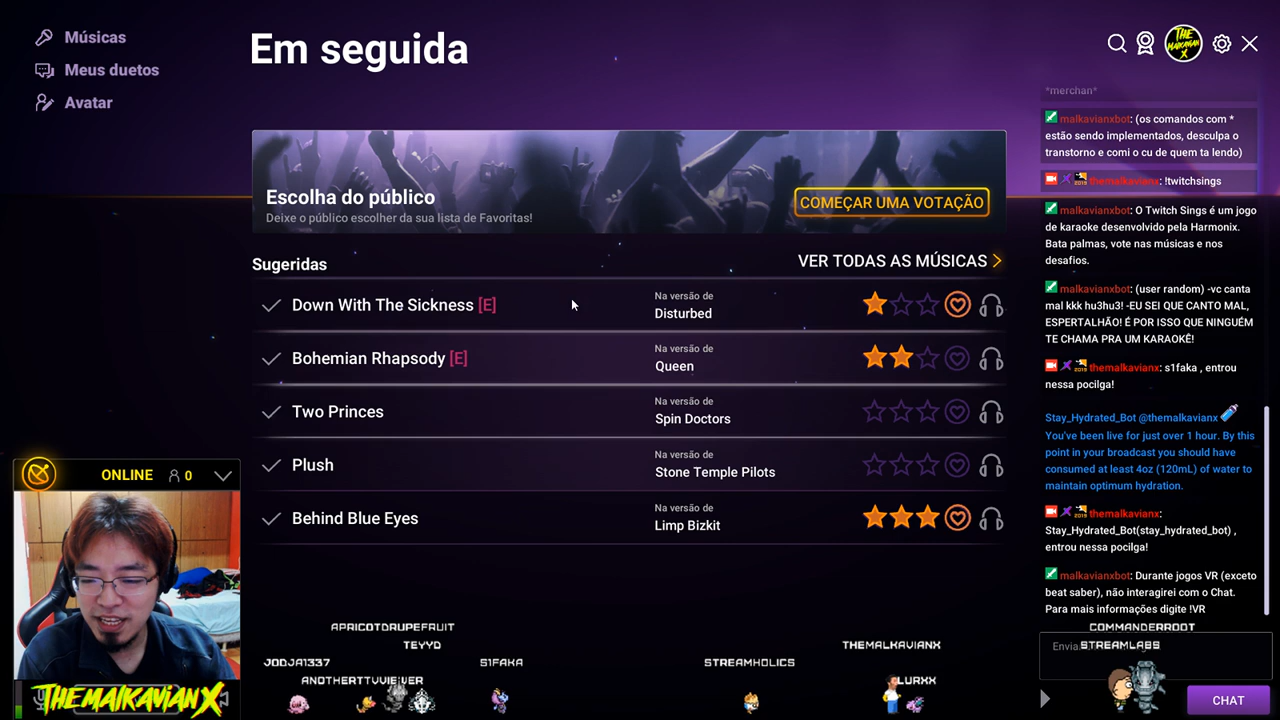 Músicas
Meus duetos
Avatar
Em seguida
THE
MALKAVIAN
X
Escolha do público
Deixe o público escolher da sua lista de Favoritas!
COMEÇAR UMA VOTAÇÃO
Sugeridas
VER TODAS AS MÚSICAS
Down With The Sickness [E]
Na versão de
Disturbed
Bohemian Rhapsody [E]
Na versão de
Queen
Two Princes
Na versão de
Spin Doctors
Plush
Na versão de
Stone Temple Pilots
Behind Blue Eyes
Na versão de
Limp Bizkit
*merchan*
malkavianxbot: (os comandos com *
estão sendo implementados, desculpa o
transtorno e comi o cu de quem ta lendo)
themalkavianx: !twitchsings
malkavianxbot: O Twitch Sings é um jogo
de karaoke desenvolvido pela Harmonix.
Bata palmas, vote nas músicas e nos
desafios.
malkavianxbot: (user random) -vc canta
mal kkk hu3hu3! -EU SEI QUE CANTO MAL,
ESPERTALHÃO! É POR ISSO QUE NINGUÉM
TE CHAMA PRA UM KARAOKÊ!
2019 themalkavianx: s1faka , entrou
nessa pocilga!
Stay_Hydrated_Bot @themalkavianx
You've been live for just over 1 hour. By this
point in your broadcast you should have
consumed at least 4oz (120mL) of water to
maintain optimum hydration.
2019 themalkavianx:
Stay_Hydrated_Bot(stay_hydrated_bot) ,
entrou nessa pocilga!
malkavianxbot: Durante jogos VR (exceto
beat saber), não interagirei com o Chat.
Para mais informações digite !VR
Envia
CHAT
ONLINE 0
THEMALKAVIANX
APRICOTDRUPEFRUIT
TEYYD
JODJA1337
ANOTHERTTVVIEWER
S1FAKA
STREAMHOLICS
THEMALKAVIANX
LURXX
COMMANDERROOT
STREAMLABS